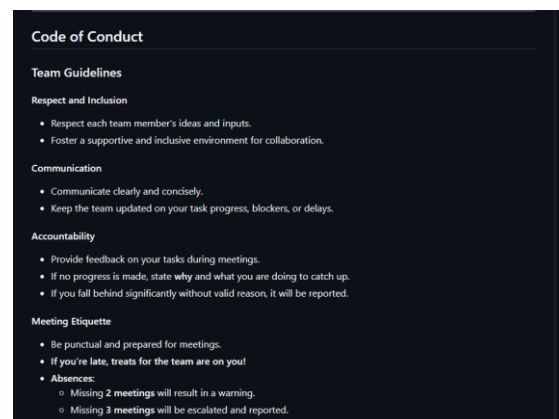 Code of Conduct
Team Guidelines
Respect and Inclusion
• Respect each team member's ideas and inputs.
• Foster a supportive and inclusive environment for collaboration.
Communication
• Communicate clearly and concisely.
• Keep the team updated on your task progress, blockers, or delays.
Accountability
• Provide feedback on your tasks during meetings.
• If no progress is made, state why and what you are doing to catch up.
• If you fall behind significantly without valid reason, it will be reported.
Meeting Etiquette
• Be punctual and prepared for meetings.
• If you're late, treats for the team are on you!
• Absences:
○ Missing 2 meetings will result in a warning.
○ Missing 3 meetings will be escalated and reported.